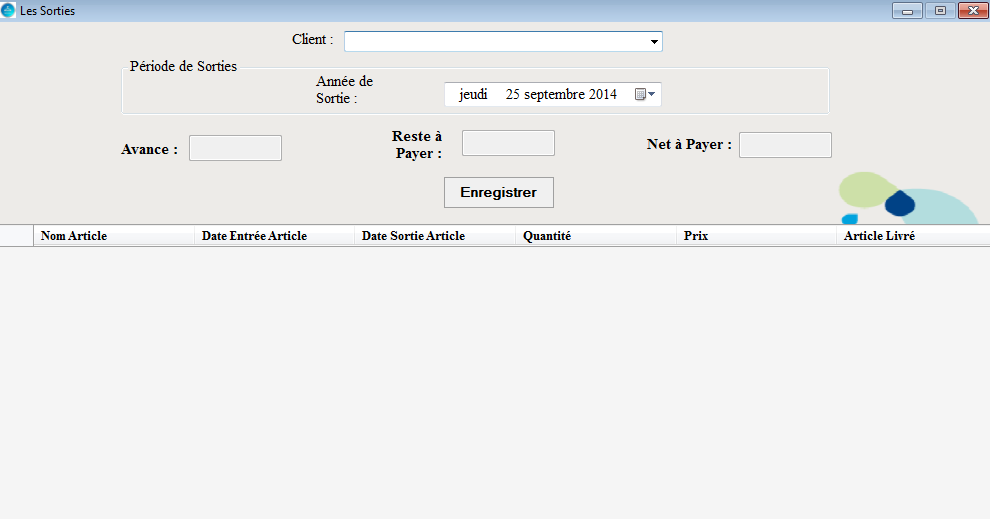 Les Sorties
Client :
Période de Sorties
Année de
Sortie :
jeudi 25 septembre 2014
Avance :
Reste à
Payer :
Net à Payer :
Enregistrer
Nom Article Date Entrée Article Date Sortie Article Quantité Prix Article Livré